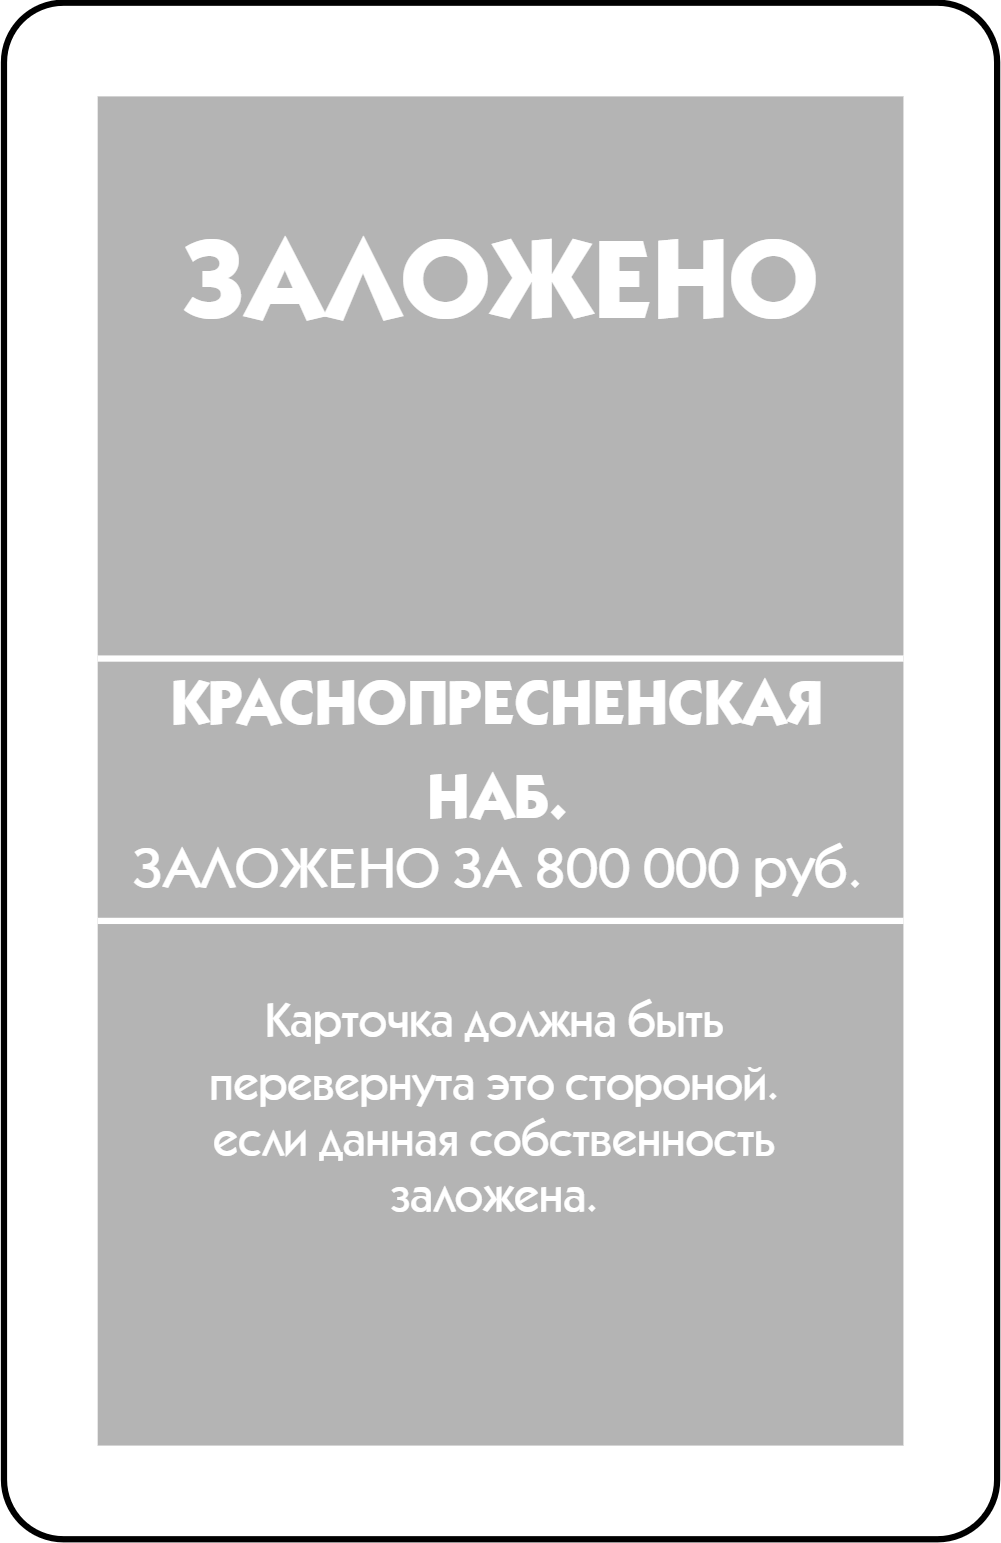 ЗАЛОЖЕНО
КРАСНОПРЕСНЕНСКАЯ
НАБ.
ЗАЛОЖЕНО ЗА 800 000 руб.
Карточка должна быть
перевернута это стороной.
если данная собственность
заложена.